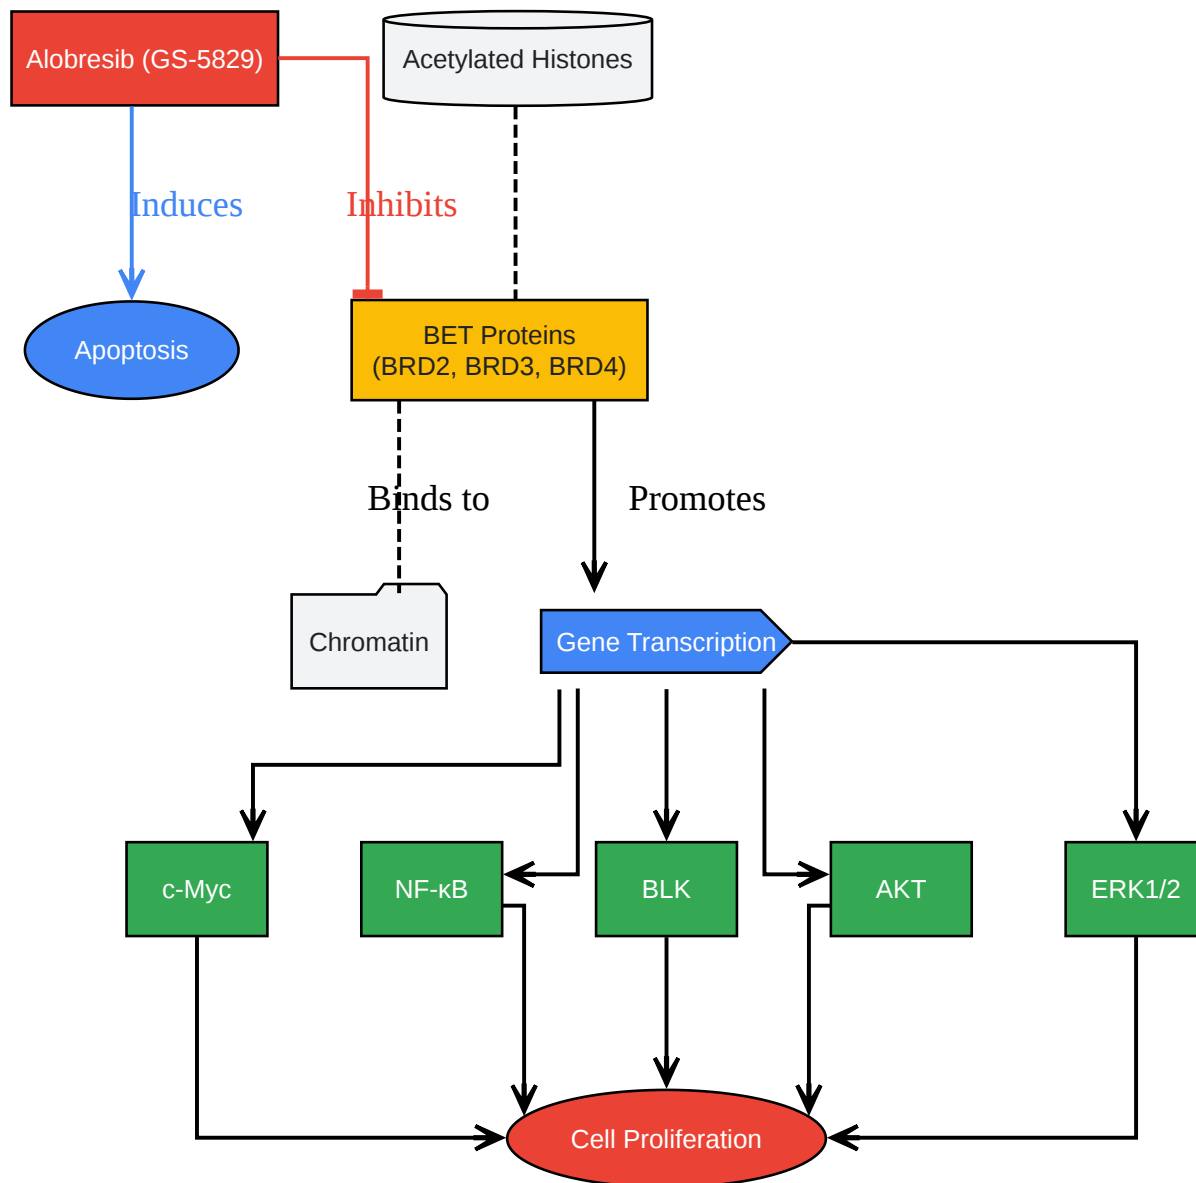 Alobresib (GS-5829)
Acetylated Histones
Induces
Inhibits
Apoptosis
BET Proteins
(BRD2, BRD3, BRD4)
Binds to
Promotes
Chromatin
Gene Transcription
c-Myc
NF-κB
BLK
AKT
ERK1/2
Cell Proliferation